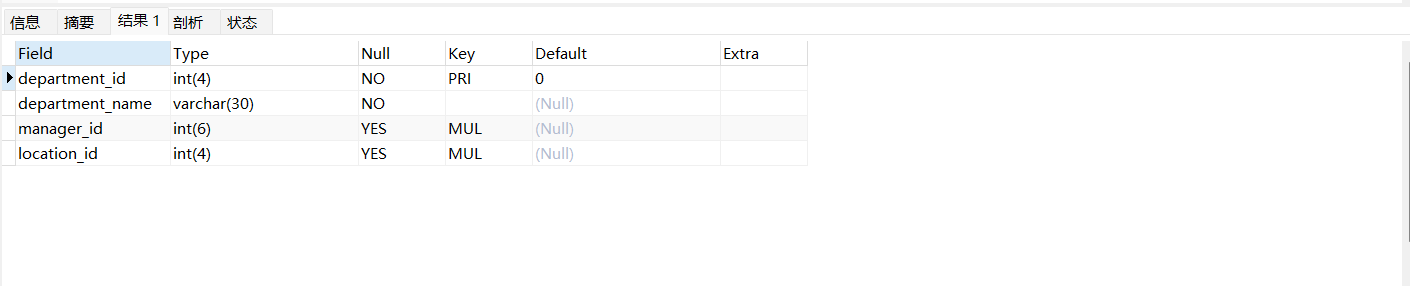 信息 摘要 结果 1 剖析 状态
Field Type Null Key Default Extra
department_id int(4) NO PRI 0
department_name varchar(30) NO (Null)
manager_id int(6) YES MUL (Null)
location_id int(4) YES MUL (Null)